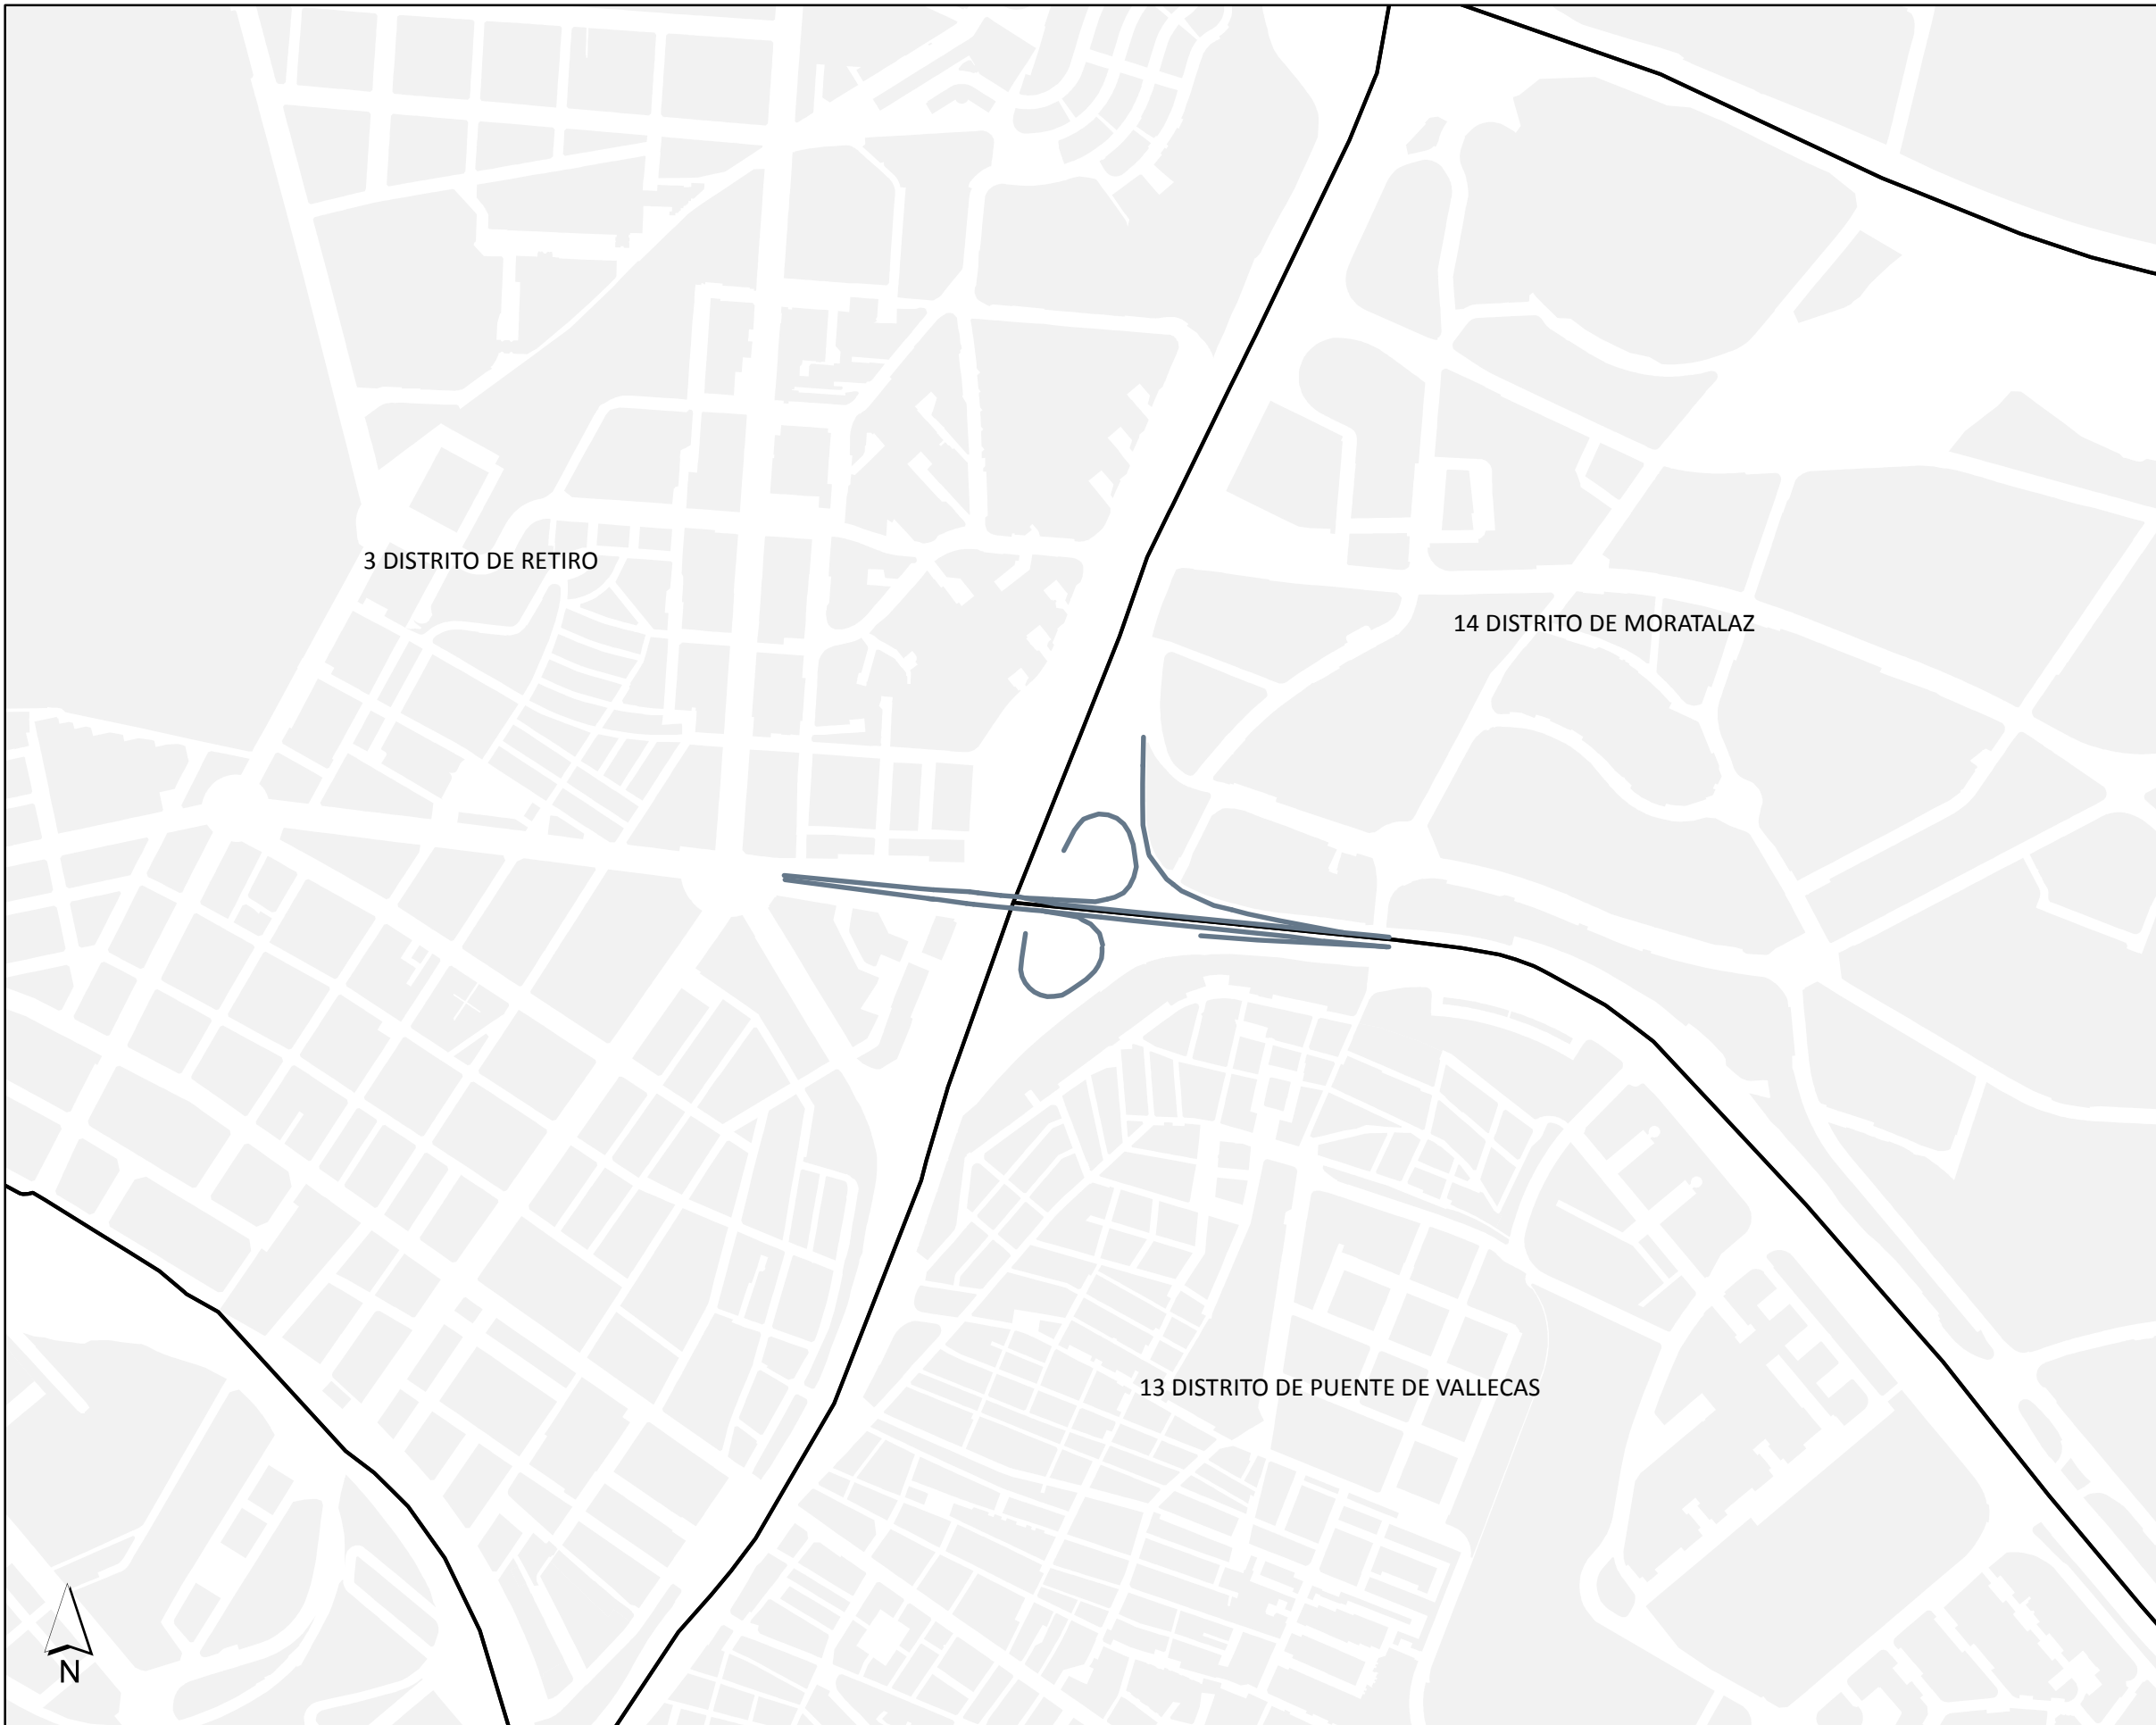 3 DISTRITO DE RETIRO
14 DISTRITO DE MORATALAZ
13 DISTRITO DE PUENTE DE VALLECAS
N